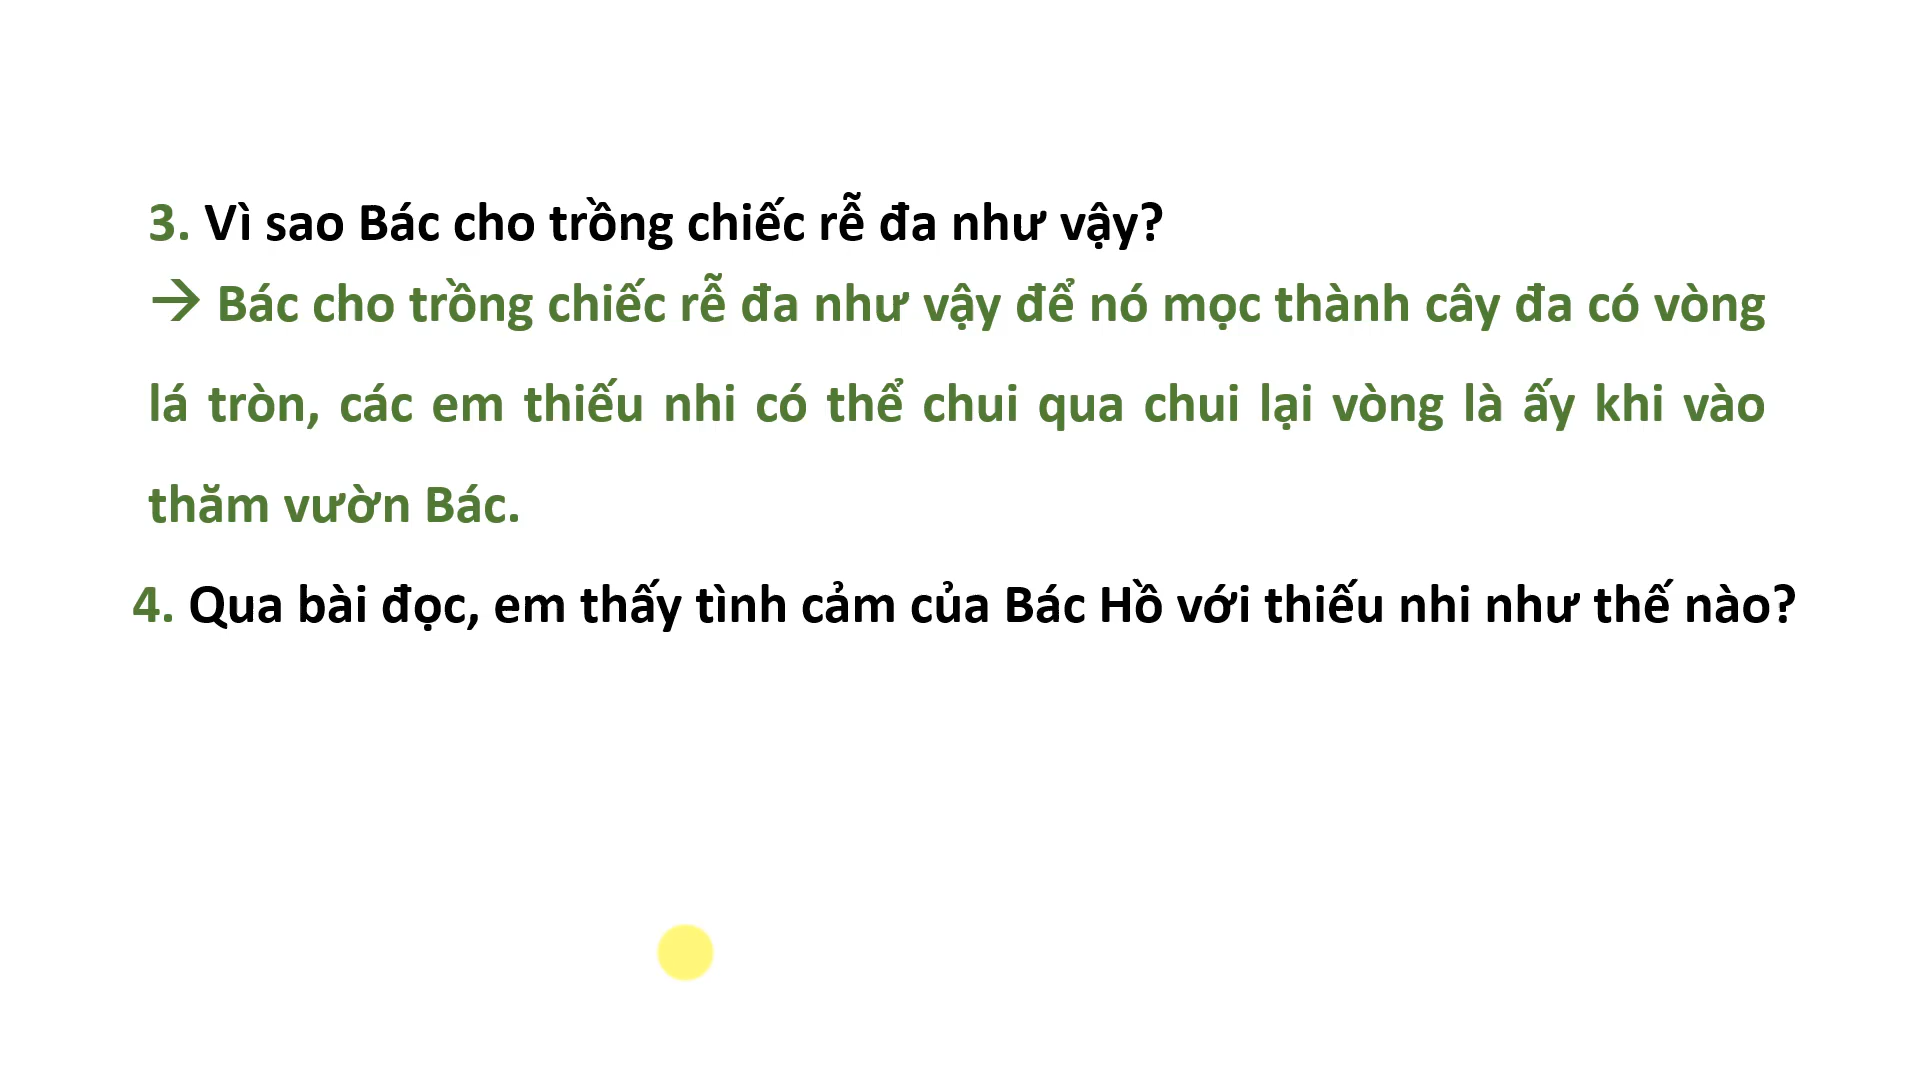 3. Vì sao Bác cho trồng chiếc rễ đa như vậy?
→ Bác cho trồng chiếc rễ đa như vậy để nó mọc thành cây đa có vòng
lá tròn, các em thiếu nhi có thể chui qua chui lại vòng là ấy khi vào
thăm vườn Bác.
4. Qua bài đọc, em thấy tình cảm của Bác Hồ với thiếu nhi như thế nào?